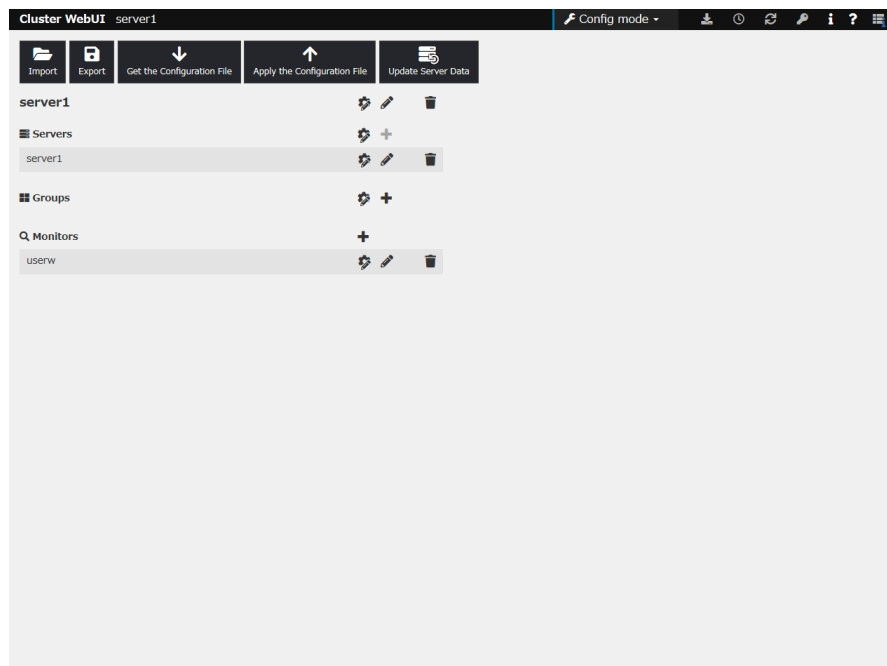 Cluster WebUI server1 Config mode
Import Export Get the Configuration File Apply the Configuration File Update Server Data
server1
Servers
server1
Groups
Monitors
userw